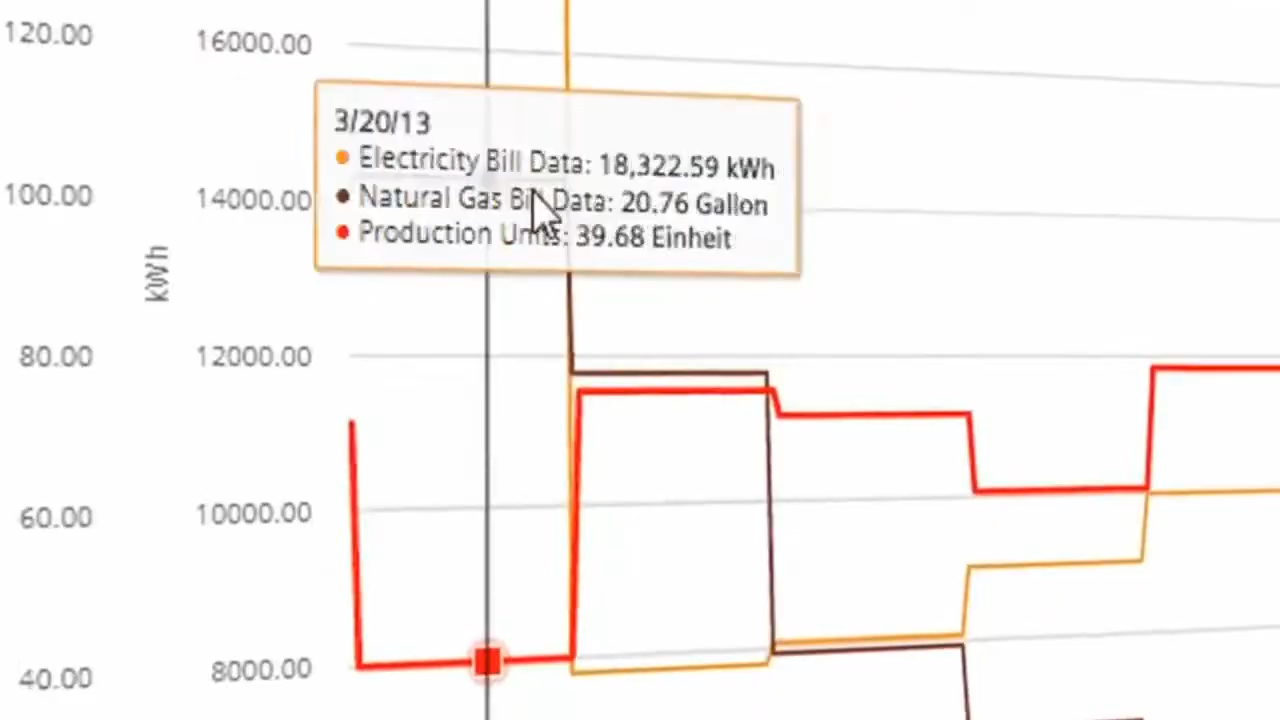 120.00
16000.00
3/20/13
Electricity Bill Data: 18,322.59 kWh
100.00
14000.00
Natural Gas Bill Data: 20.76 Gallon
Production Units: 39.68 Einheit
kWh
80.00
12000.00
60.00
10000.00
40.00
8000.00